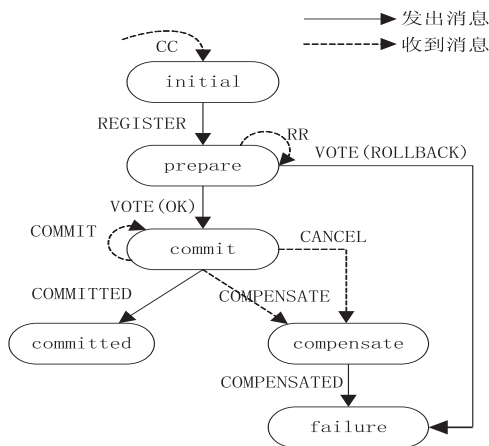 发出消息
收到消息
CC
initial
REGISTER
RR
prepare
VOTE(ROLLBACK)
VOTE(OK)
COMMIT
commit
CANCEL
COMMITTED
COMPENSATE
committed
compensate
COMPENSATED
failure